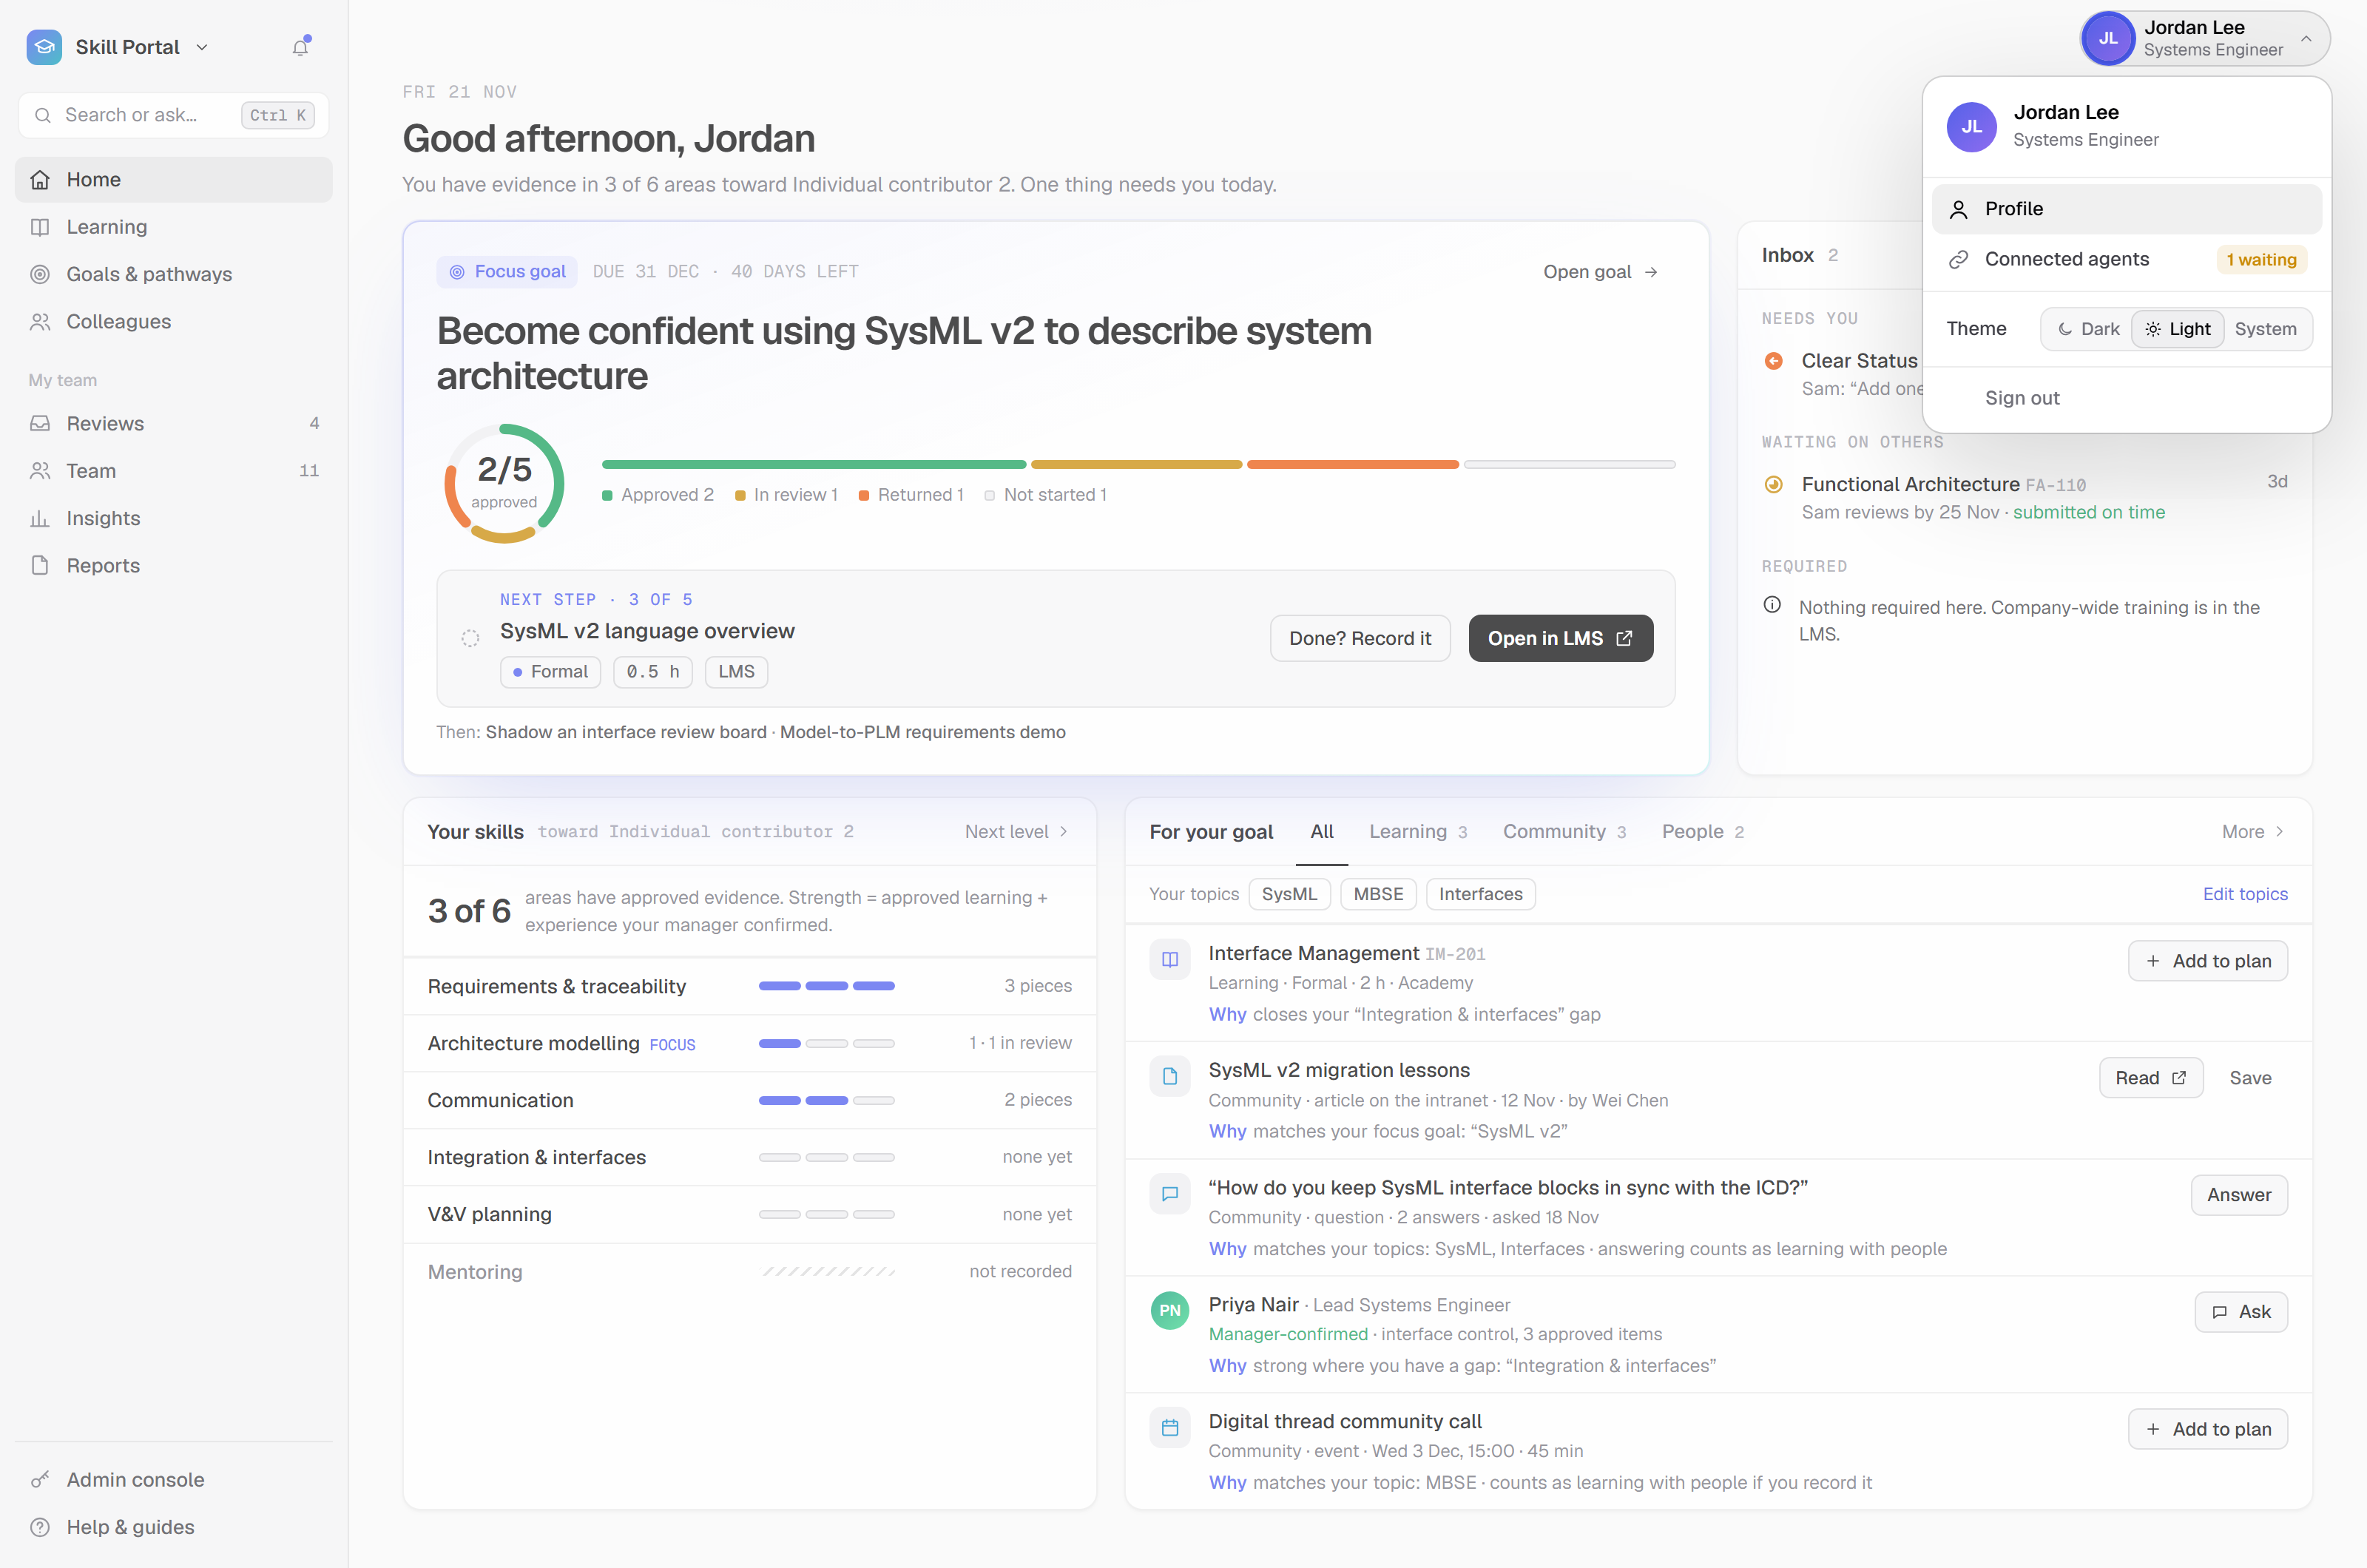 Skill Portal
Search or ask...
Ctrl K
Home
Learning
Goals & pathways
Colleagues
My team
Reviews 4
Team 11
Insights
Reports
Admin console
Help & guides
JL
Jordan Lee
Systems Engineer
JL
Jordan Lee
Systems Engineer
Profile
Connected agents 1 waiting
Theme Dark Light System
Sign out
FRI 21 NOV
Good afternoon, Jordan
You have evidence in 3 of 6 areas toward Individual contributor 2. One thing needs you today.
Focus goal DUE 31 DEC · 40 DAYS LEFT Open goal
Become confident using SysML v2 to describe system
architecture
2/5
approved
Approved 2 In review 1 Returned 1 Not started 1
NEXT STEP · 3 OF 5
SysML v2 language overview
Formal 0.5 h LMS
Done? Record it
Open in LMS
Then: Shadow an interface review board · Model-to-PLM requirements demo
Inbox 2
NEEDS YOU
Clear Status
Sam: “Add one
WAITING ON OTHERS
Functional Architecture FA-110 3d
Sam reviews by 25 Nov · submitted on time
REQUIRED
Nothing required here. Company-wide training is in the
LMS.
Your skills toward Individual contributor 2 Next level
3 of 6
areas have approved evidence. Strength = approved learning +
experience your manager confirmed.
Requirements & traceability 3 pieces
Architecture modelling FOCUS 1 · 1 in review
Communication 2 pieces
Integration & interfaces none yet
V&V planning none yet
Mentoring not recorded
For your goal All Learning 3 Community 3 People 2 More
Your topics SysML MBSE Interfaces Edit topics
Interface Management IM-201
Learning · Formal · 2 h · Academy
Why closes your “Integration & interfaces” gap
Add to plan
SysML v2 migration lessons
Community · article on the intranet · 12 Nov · by Wei Chen
Why matches your focus goal: “SysML v2”
Read Save
“How do you keep SysML interface blocks in sync with the ICD?”
Community · question · 2 answers · asked 18 Nov
Why matches your topics: SysML, Interfaces · answering counts as learning with people
Answer
PN
Priya Nair · Lead Systems Engineer
Manager-confirmed · interface control, 3 approved items
Why strong where you have a gap: “Integration & interfaces”
Ask
Digital thread community call
Community · event · Wed 3 Dec, 15:00 · 45 min
Why matches your topic: MBSE · counts as learning with people if you record it
Add to plan